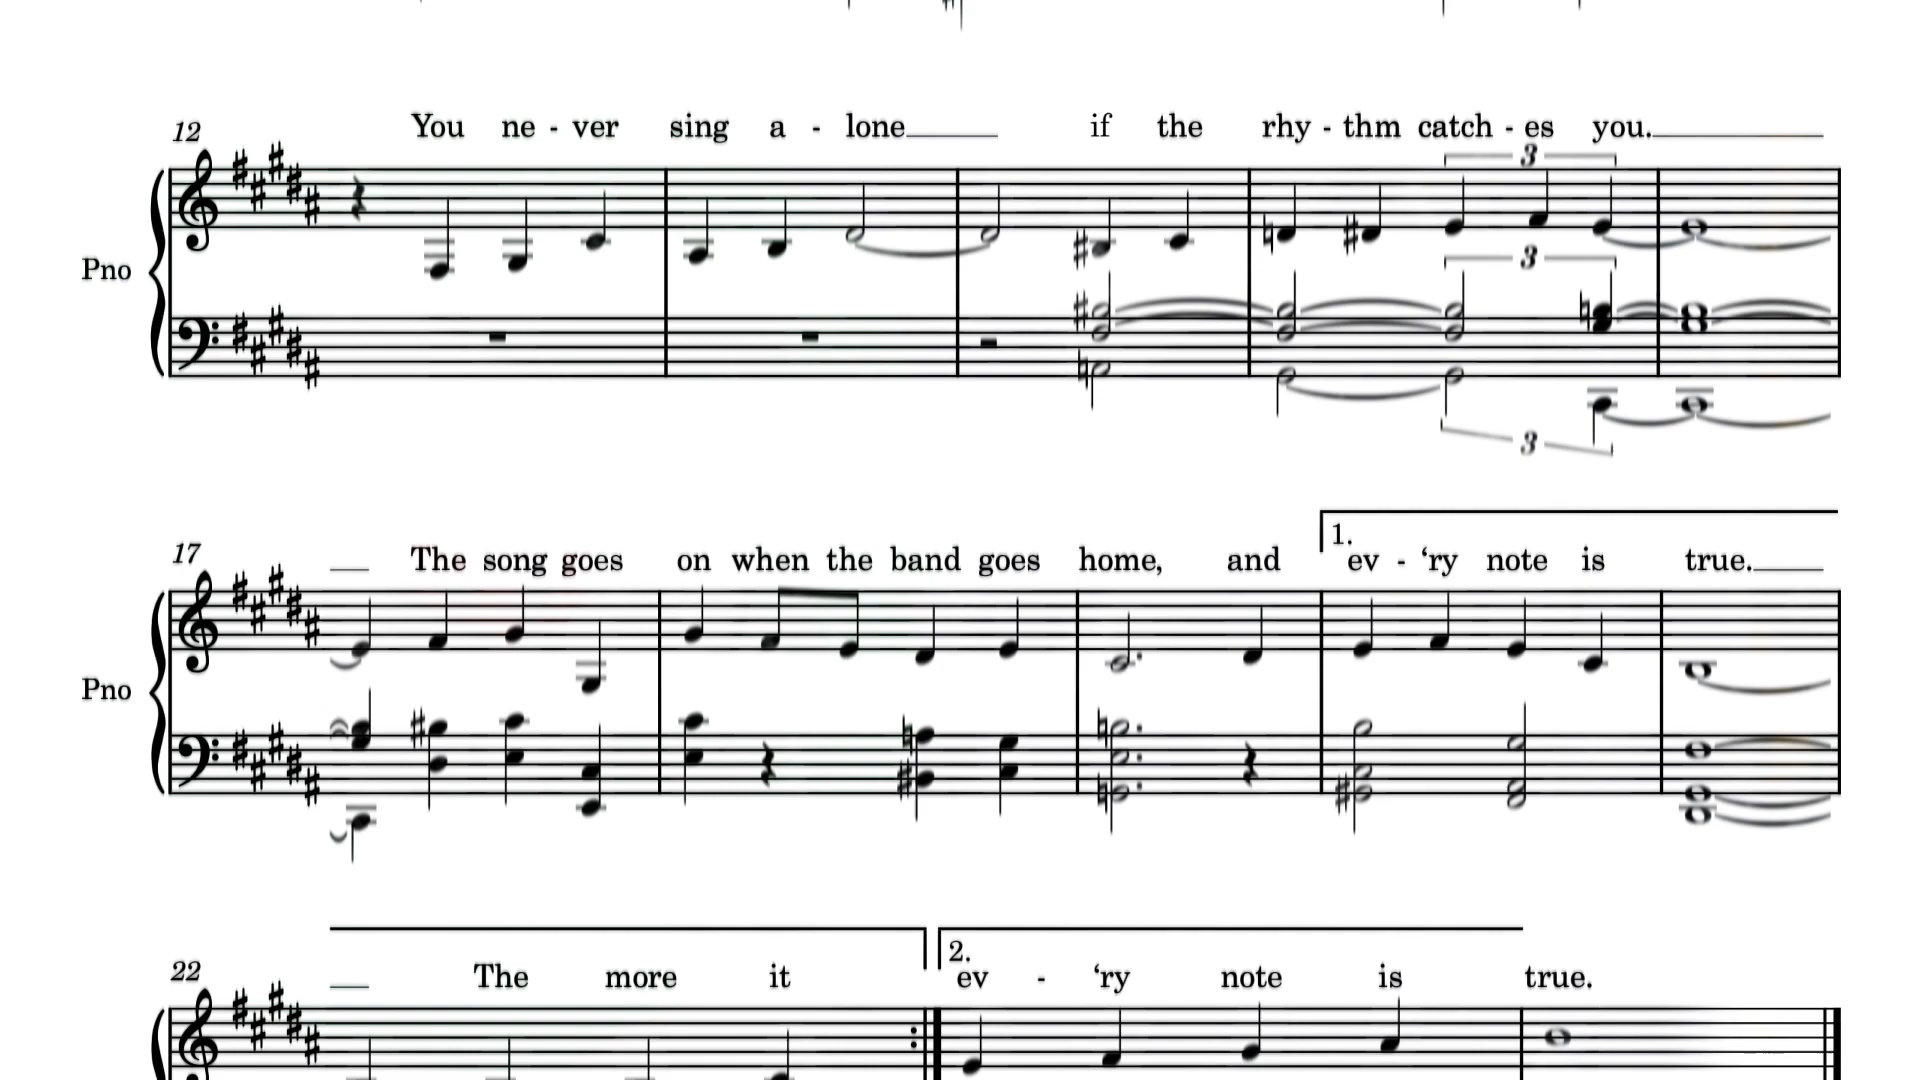 12 You ne - ver sing a - lone if the rhy - thm catch - es you.
3
Pno 3
3
1.
17 The song goes on when the band goes home, and ev - ‘ry note is true.
Pno
2.
22 The more it ev - ‘ry note is true.